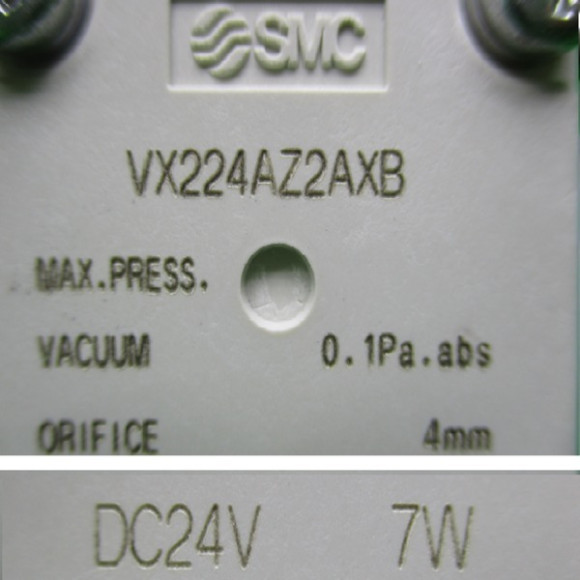 SMC
VX224AZ2AXB
MAX.PRESS.
VACUUM 0.1Pa.abs
ORIFICE 4mm
DC24V 7W